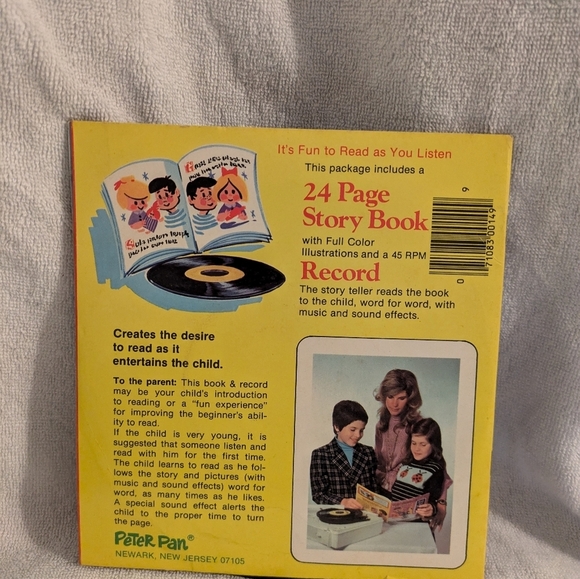 It's Fun to Read as You Listen
This package includes a
24 Page
Story Book
with Full Color
Illustrations and a 45 RPM
Record
The story teller reads the book
to the child, word for word, with
music and sound effects.
0 71083 00149 9
Creates the desire
to read as it
entertains the child.
To the parent: This book & record
may be your child's introduction
to reading or a "fun experience"
for improving the beginner's abil-
ity to read.
If the child is very young, it is
suggested that someone listen and
read with him for the first time.
The child learns to read as he fol-
lows the story and pictures (with
music and sound effects) word for
word, as many times as he likes.
A special sound effect alerts the
child to the proper time to turn
the page.
Peter Pan®
NEWARK, NEW JERSEY 07105